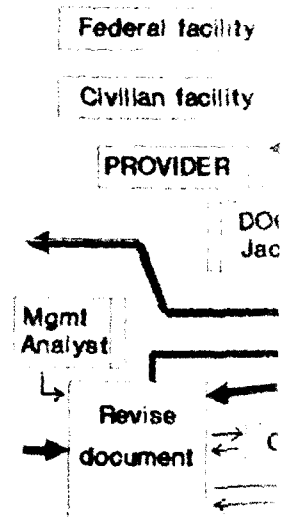 Federal facility
Civilian facility
PROVIDER
Mgmt
Analyst
Revise
document